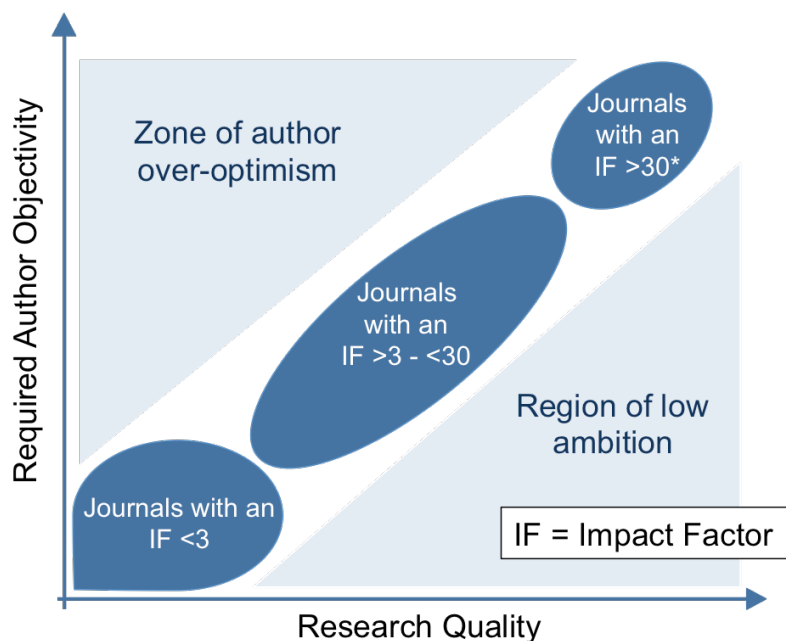 Required Author Objectivity
Zone of author
over-optimism
Journals
with an
IF >30*
Journals
with an
IF >3 - <30
Region of low
ambition
Journals with an
IF <3
IF = Impact Factor
Research Quality